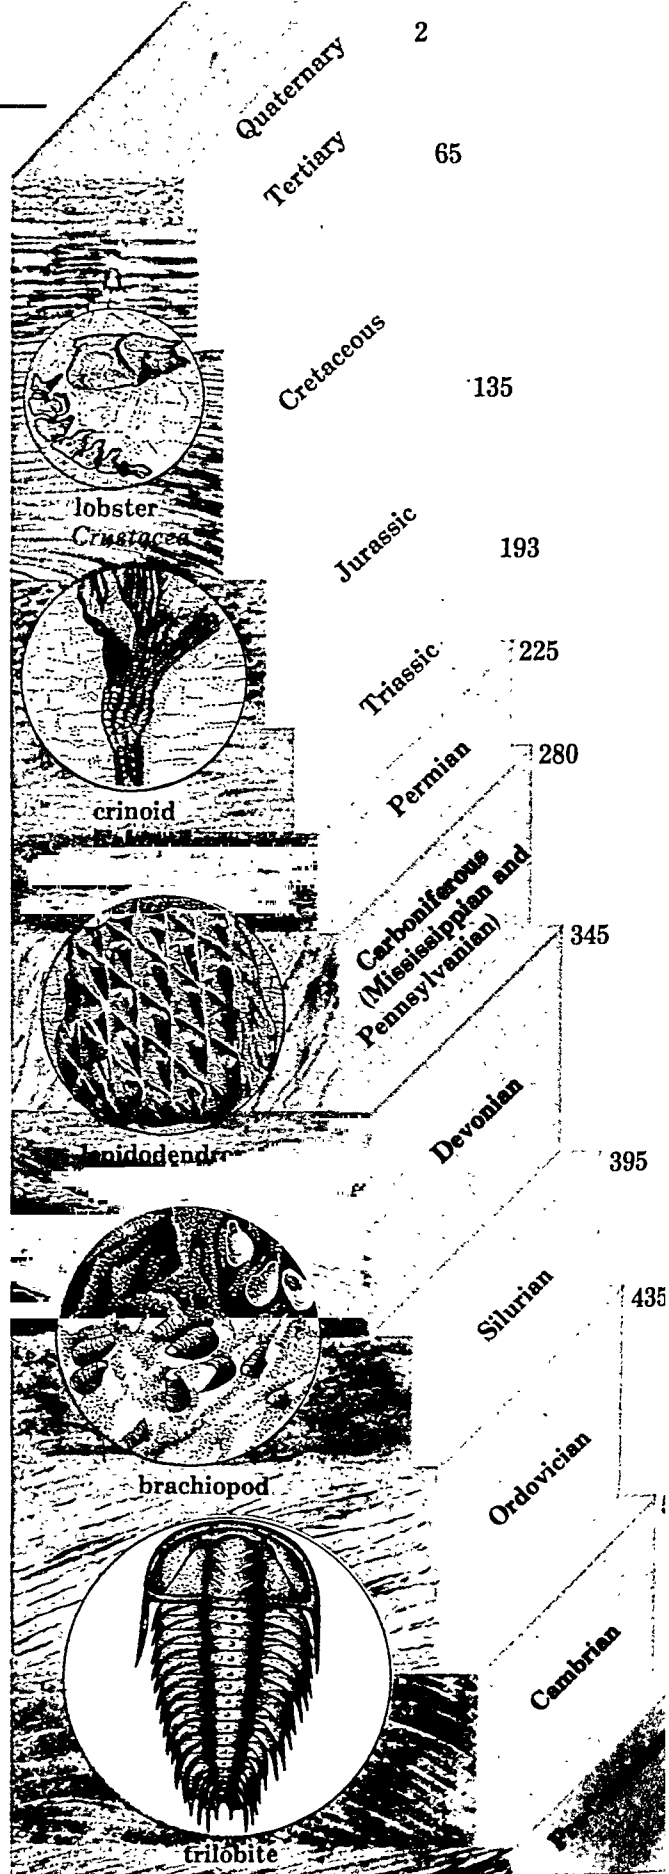 2
Quaternary
65
Tertiary
Cretaceous
135
lobster
Crustacea
Jurassic
193
225
Triassic
280
Permian
crinoid
Carboniferous
(Mississippian and
Pennsylvanian)
345
Devonian
395
Silurian
435
Ordovician
brachiopod
Cambrian
trilobite